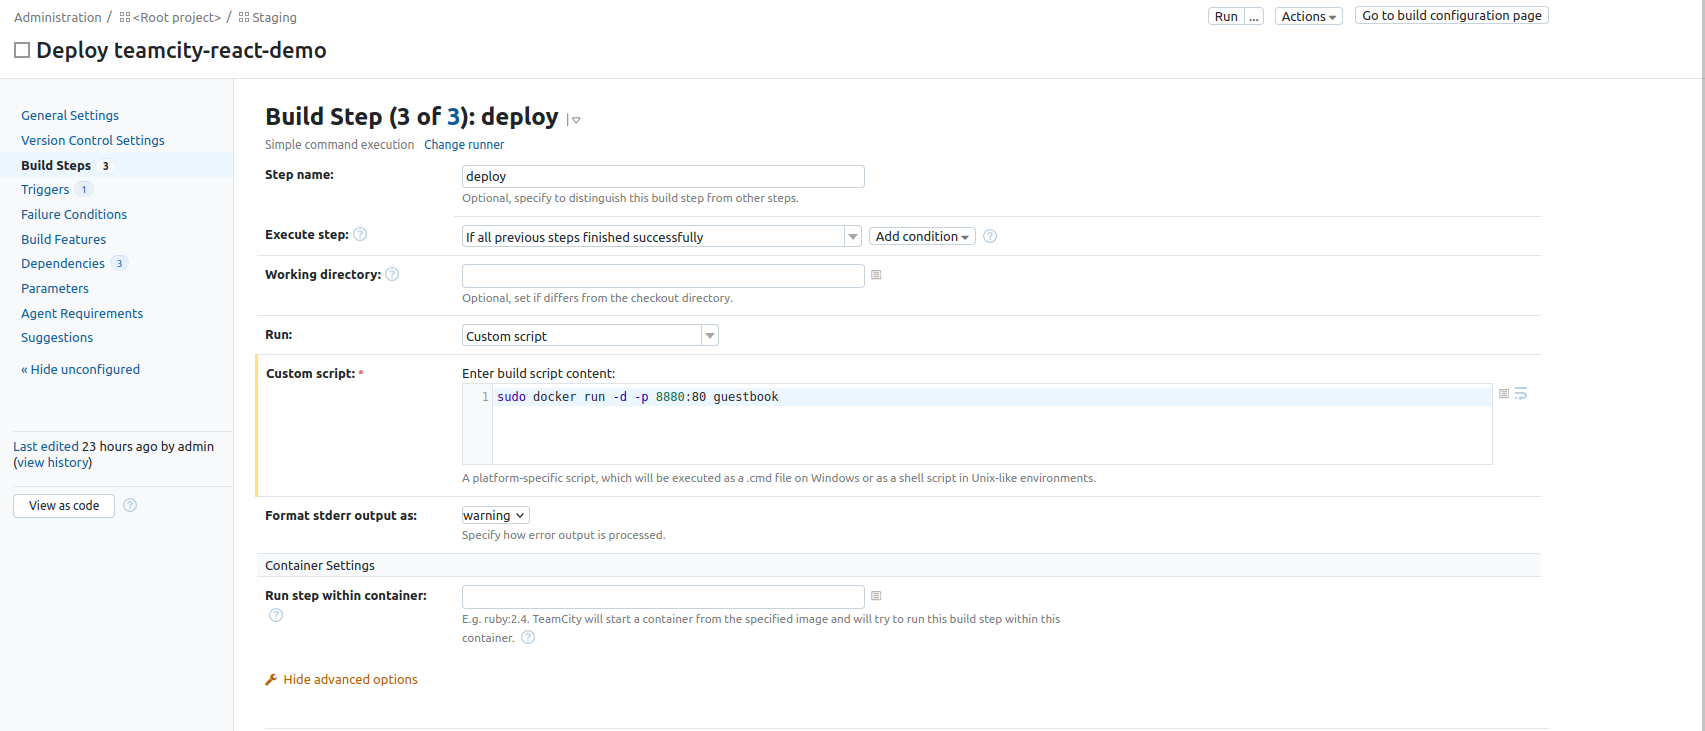 Administration / <Root project> / Staging
Run ... Actions Go to build configuration page
Deploy teamcity-react-demo
General Settings
Version Control Settings
Build Steps 3
Triggers 1
Failure Conditions
Build Features
Dependencies 3
Parameters
Agent Requirements
Suggestions
« Hide unconfigured
Last edited 23 hours ago by admin
(view history)
View as code ?
Build Step (3 of 3): deploy
Simple command execution Change runner
Step name: deploy
Optional, specify to distinguish this build step from other steps.
Execute step: ? If all previous steps finished successfully Add condition ?
Working directory: ?
Optional, set if differs from the checkout directory.
Run: Custom script
Custom script: * Enter build script content:
1 sudo docker run -d -p 8880:80 guestbook
A platform-specific script, which will be executed as a .cmd file on Windows or as a shell script in Unix-like environments.
Format stderr output as: warning
Specify how error output is processed.
Container Settings
Run step within container:
?
E.g. ruby:2.4. TeamCity will start a container from the specified image and will try to run this build step within this
container. ?
Hide advanced options